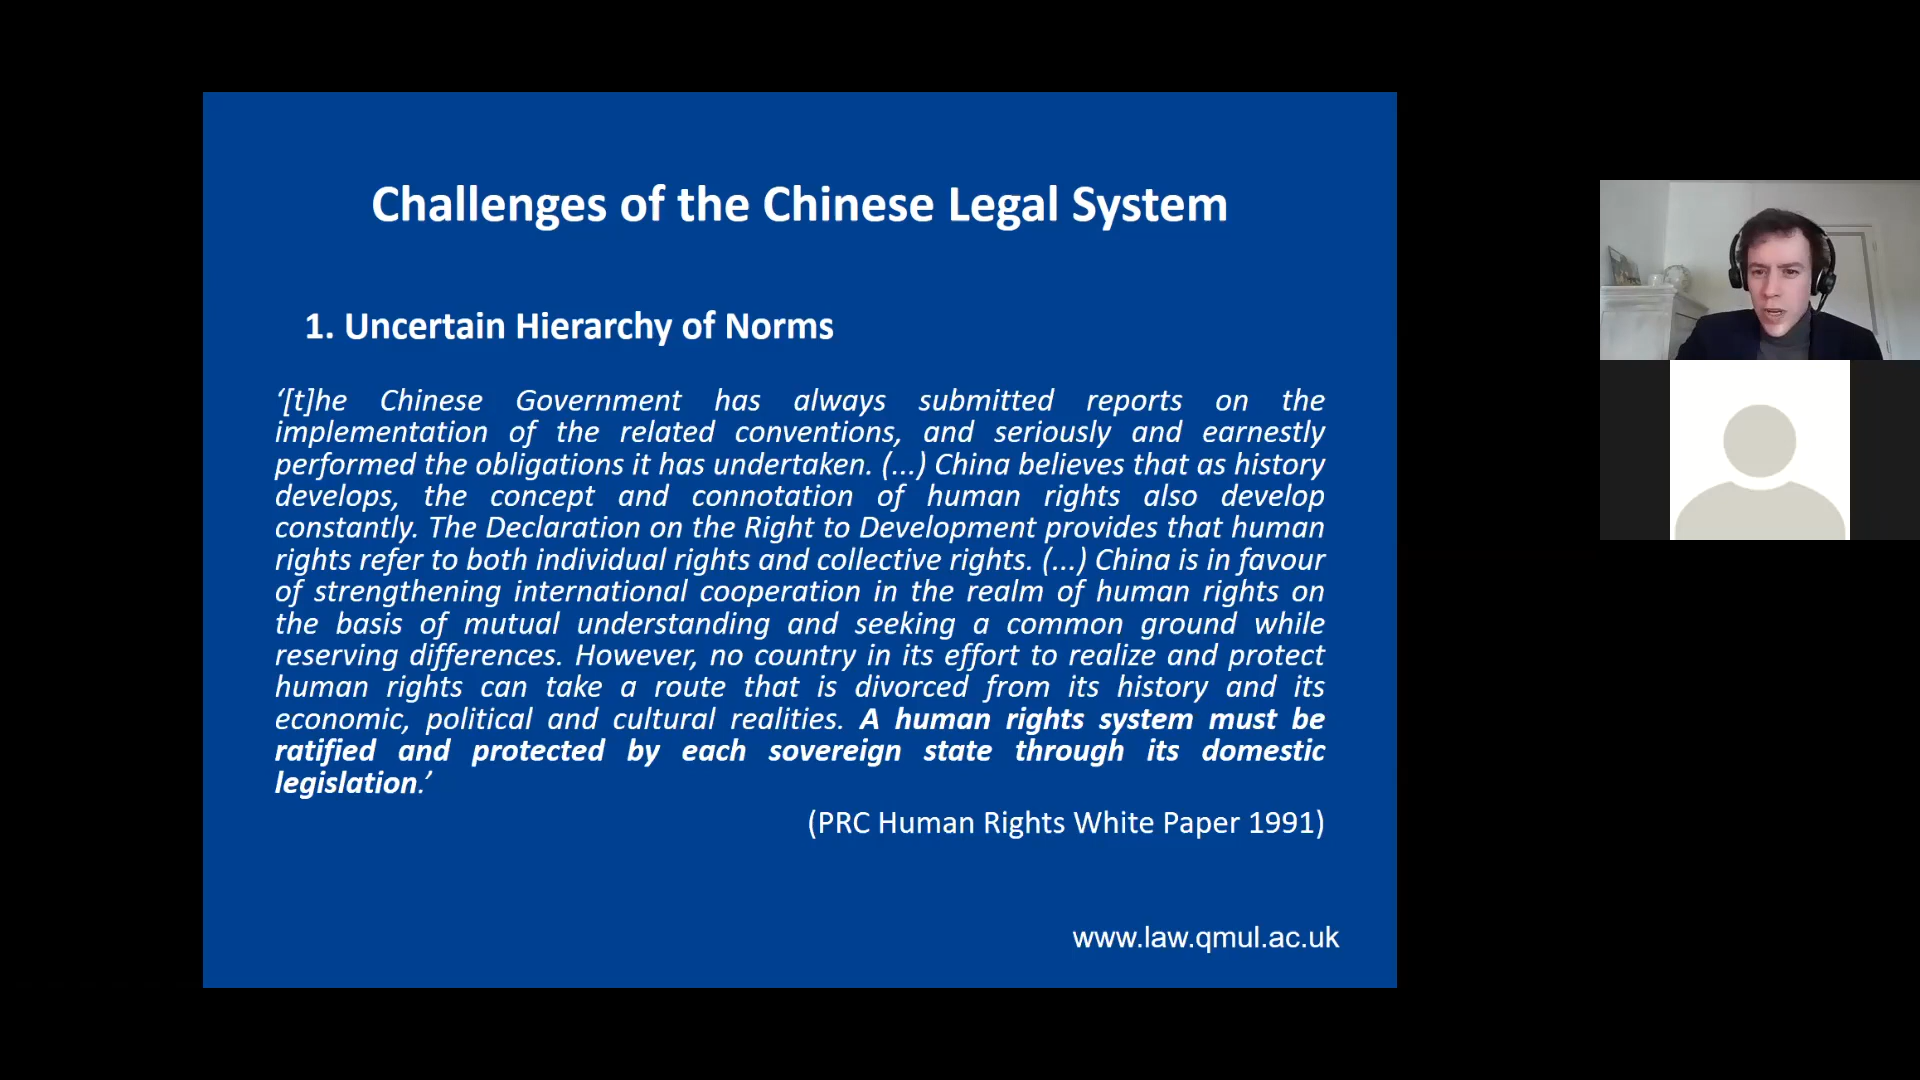 Challenges of the Chinese Legal System
1. Uncertain Hierarchy of Norms
‘[t]he Chinese Government has always submitted reports on the
implementation of the related conventions, and seriously and earnestly
performed the obligations it has undertaken. (...) China believes that as history
develops, the concept and connotation of human rights also develop
constantly. The Declaration on the Right to Development provides that human
rights refer to both individual rights and collective rights. (...) China is in favour
of strengthening international cooperation in the realm of human rights on
the basis of mutual understanding and seeking a common ground while
reserving differences. However, no country in its effort to realize and protect
human rights can take a route that is divorced from its history and its
economic, political and cultural realities. A human rights system must be
ratified and protected by each sovereign state through its domestic
legislation.’
(PRC Human Rights White Paper 1991)
www.law.qmul.ac.uk